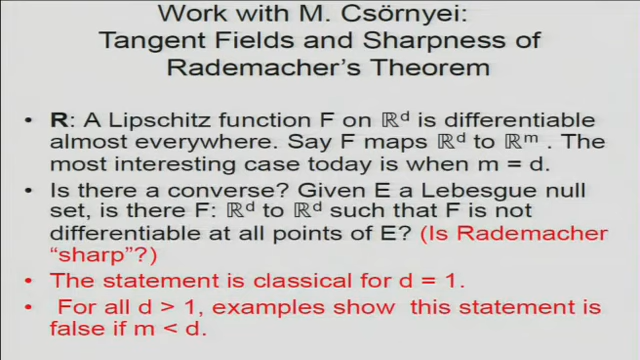 Work with M. Csörnyei:
Tangent Fields and Sharpness of
Rademacher's Theorem
• R: A Lipschitz function F on ℝᵈ is differentiable
almost everywhere. Say F maps ℝᵈ to ℝᵐ . The
most interesting case today is when m = d.
• Is there a converse? Given E a Lebesgue null
set, is there F: ℝᵈ to ℝᵈ such that F is not
differentiable at all points of E? (Is Rademacher
"sharp"?)
• The statement is classical for d = 1.
• For all d > 1, examples show this statement is
false if m < d.